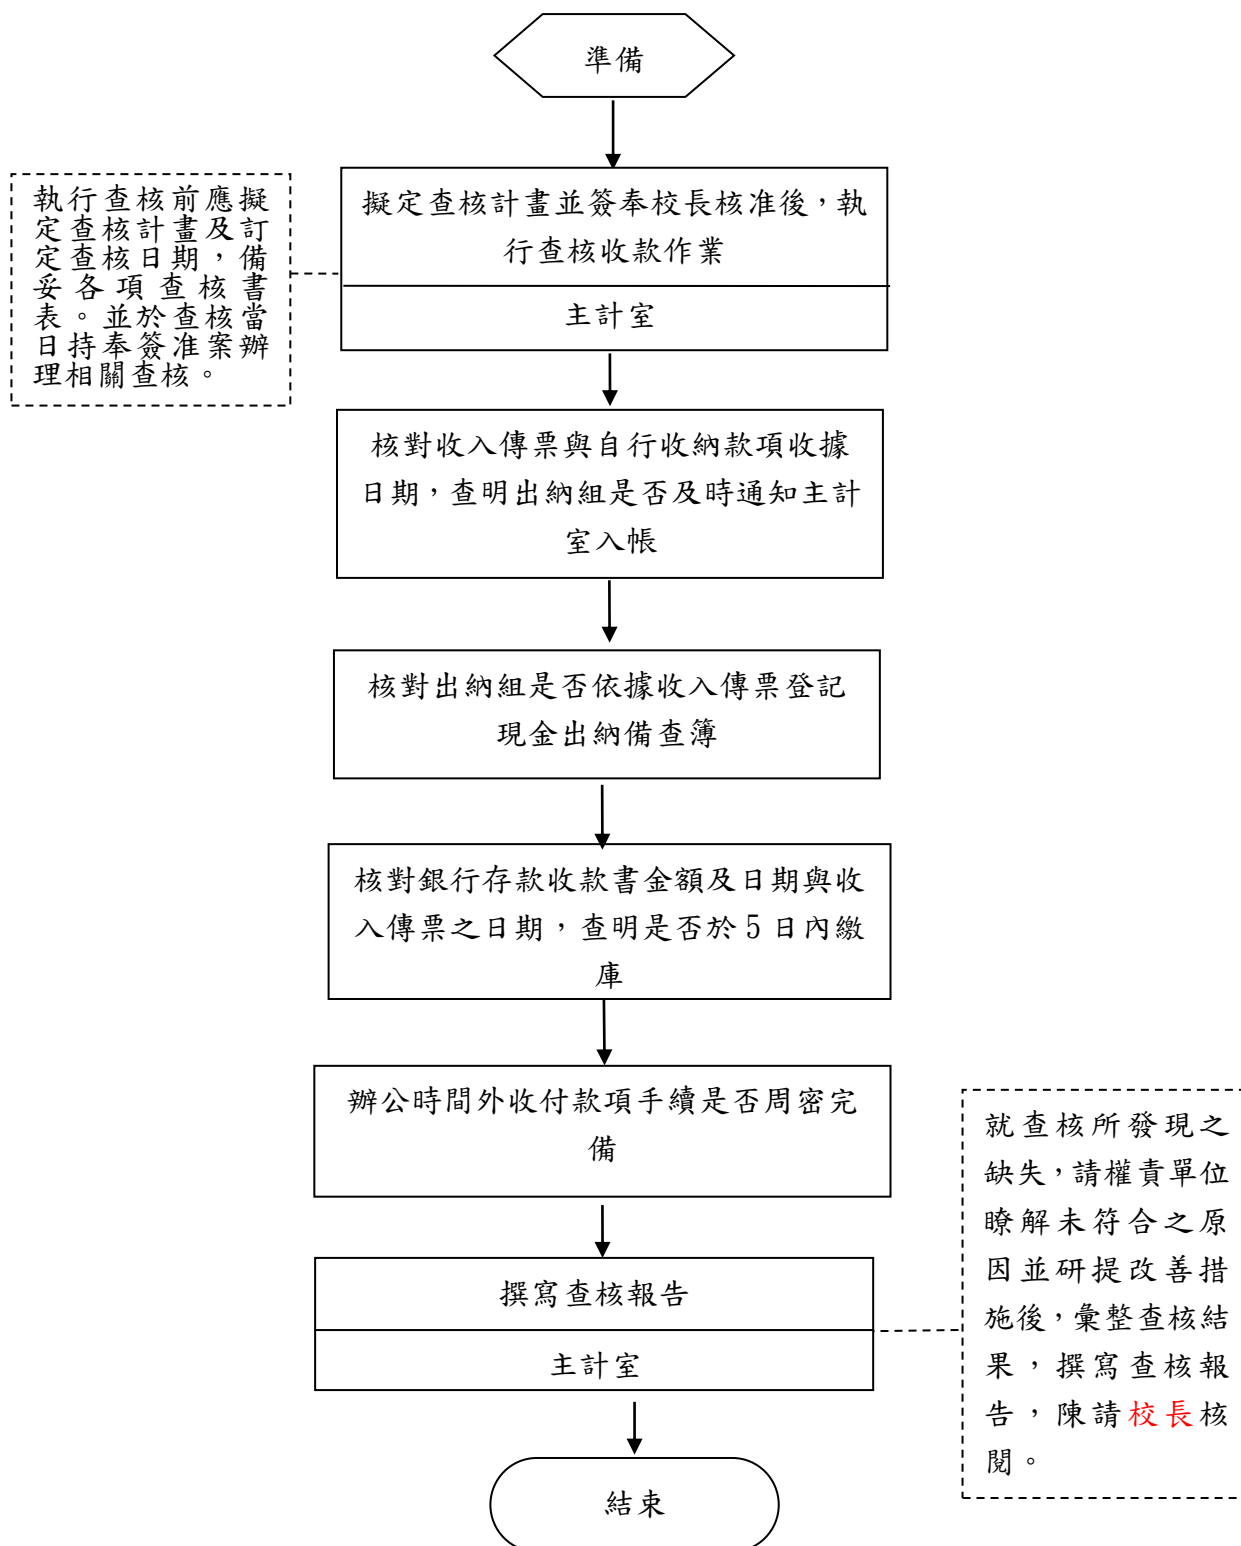 準備
擬定查核計畫並簽奉校長核准後，執
行查核收款作業
主計室
執行查核前應擬
定查核計畫及訂
定查核日期，備
妥各項查核書
表。並於查核當
日持奉簽准案辦
理相關查核。
核對收入傳票與自行收納款項收據
日期，查明出納組是否及時通知主計
室入帳
核對出納組是否依據收入傳票登記
現金出納備查簿
核對銀行存款收款書金額及日期與收
入傳票之日期，查明是否於5日內繳
庫
辦公時間外收付款項手續是否周密完
備
撰寫查核報告
主計室
就查核所發現之
缺失，請權責單位
瞭解未符合之原
因並研提改善措
施後，彙整查核結
果，撰寫查核報
告，陳請校長核
閱。
結束